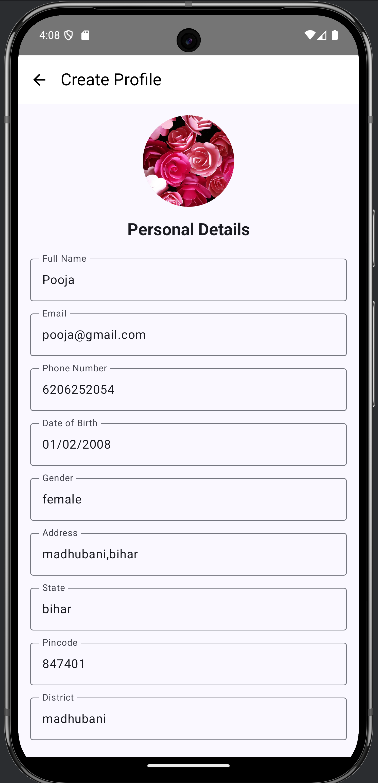 4:08
Create Profile
Personal Details
Full Name
Pooja
Email
pooja@gmail.com
Phone Number
6206252054
Date of Birth
01/02/2008
Gender
female
Address
madhubani,bihar
State
bihar
Pincode
847401
District
madhubani